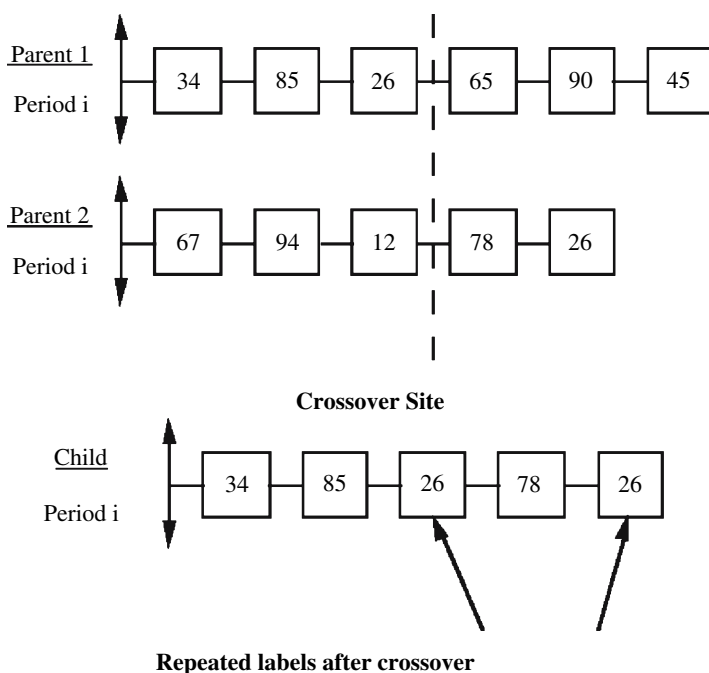 Parent 1
Period i
34 85 26 65 90 45
Parent 2
Period i
67 94 12 78 26
Crossover Site
Child
Period i
34 85 26 78 26
Repeated labels after crossover